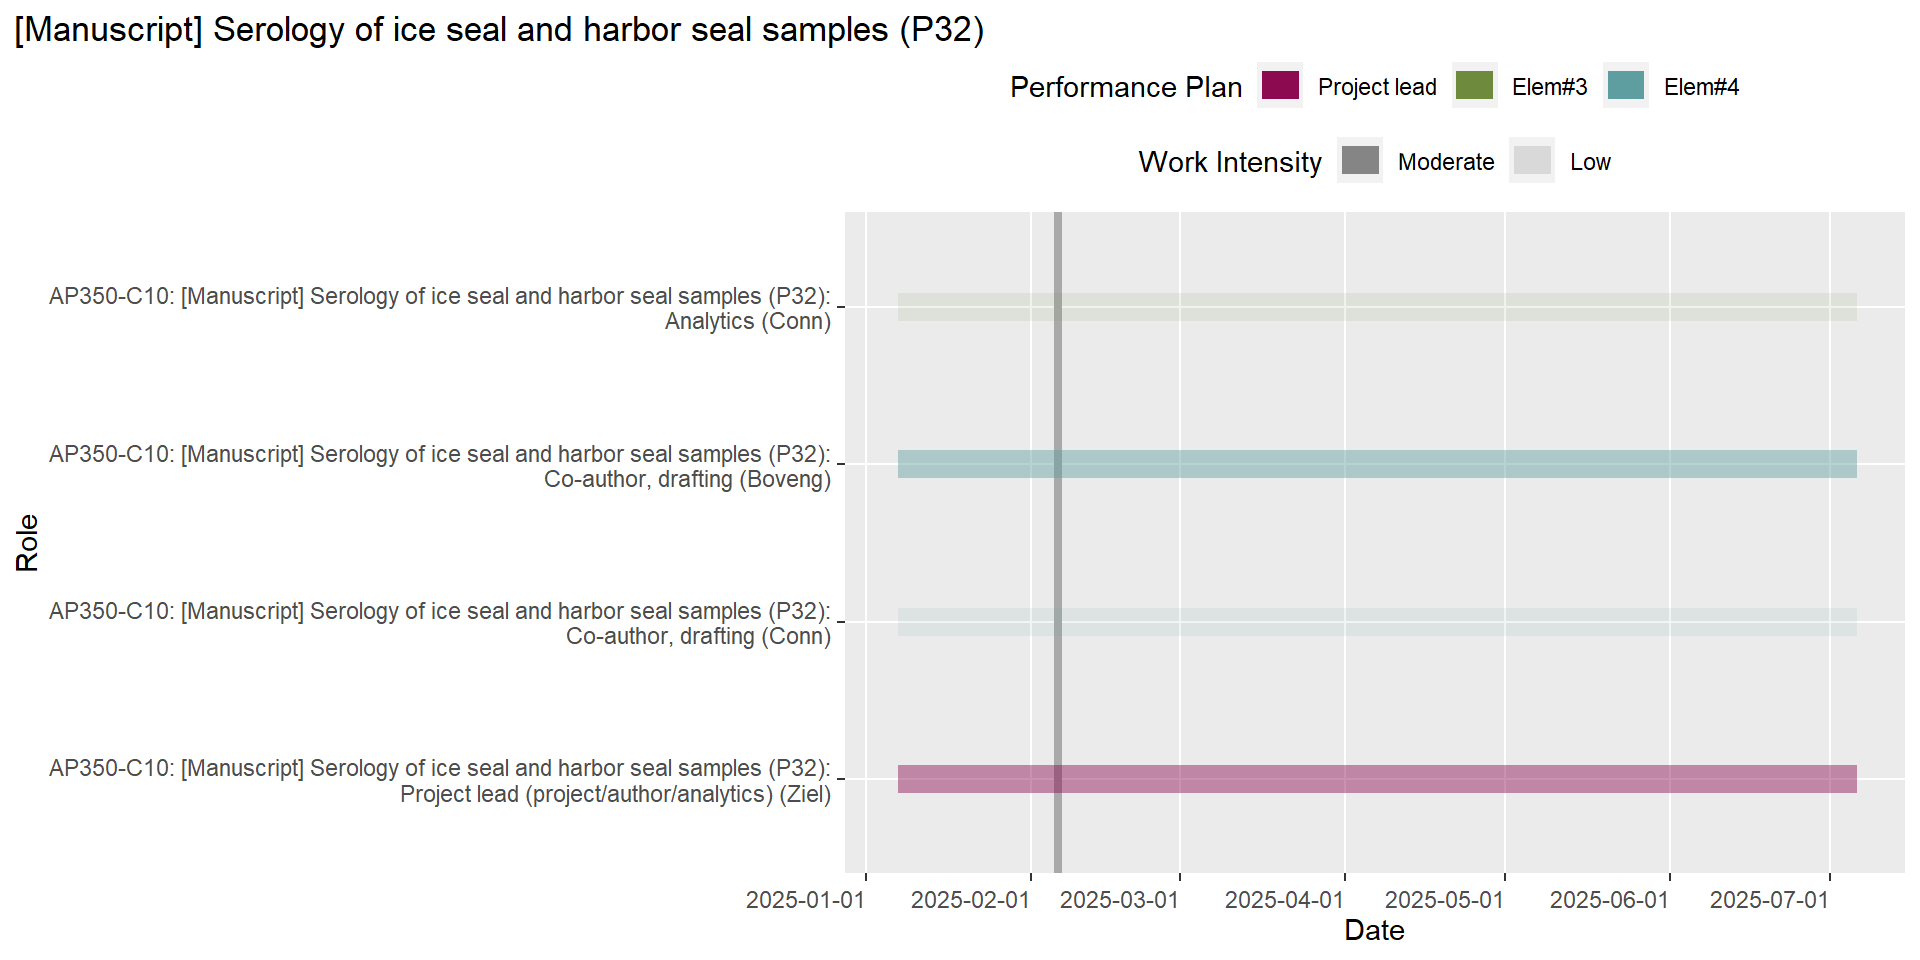 [Manuscript] Serology of ice seal and harbor seal samples (P32)
Performance Plan Project lead Elem#3 Elem#4
Work Intensity Moderate Low
AP350-C10: [Manuscript] Serology of ice seal and harbor seal samples (P32):
Analytics (Conn)
AP350-C10: [Manuscript] Serology of ice seal and harbor seal samples (P32):
Co-author, drafting (Boveng)
Role
AP350-C10: [Manuscript] Serology of ice seal and harbor seal samples (P32):
Co-author, drafting (Conn)
AP350-C10: [Manuscript] Serology of ice seal and harbor seal samples (P32):
Project lead (project/author/analytics) (Ziel)
2025-01-01 2025-02-01 2025-03-01 2025-04-01 2025-05-01 2025-06-01 2025-07-01
Date